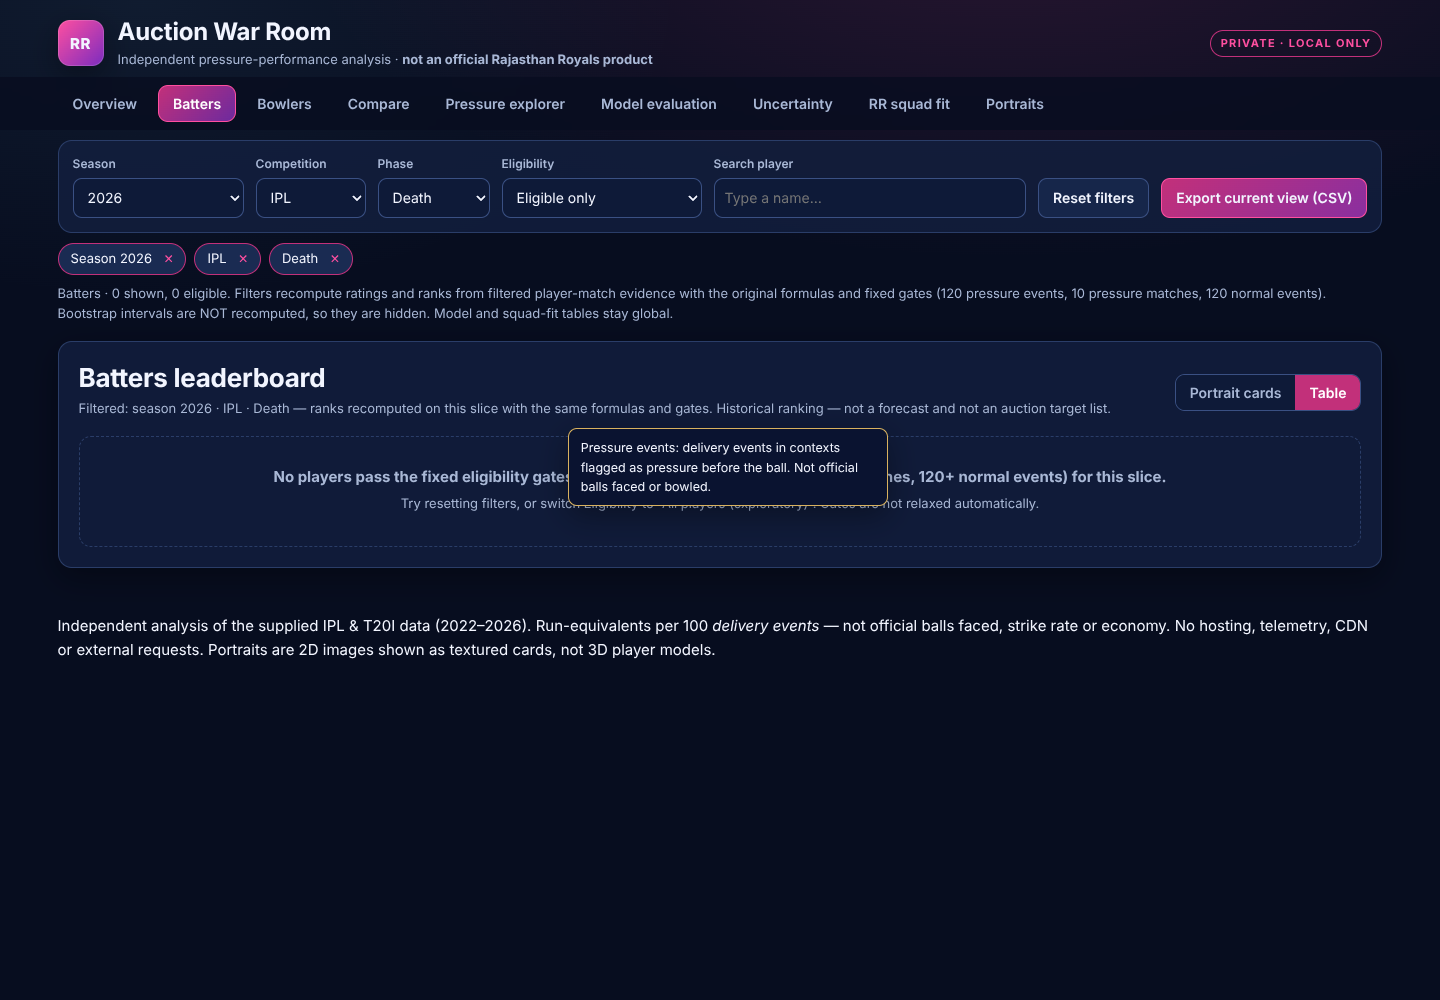 RR
Auction War Room
Independent pressure-performance analysis · not an official Rajasthan Royals product
PRIVATE · LOCAL ONLY
Overview
Batters
Bowlers
Compare
Pressure explorer
Model evaluation
Uncertainty
RR squad fit
Portraits
Season
Competition
Phase
Eligibility
Search player
2026
IPL
Death
Eligible only
Type a name...
Reset filters
Export current view (CSV)
Season 2026 ×
IPL ×
Death ×
Batters · 0 shown, 0 eligible. Filters recompute ratings and ranks from filtered player-match evidence with the original formulas and fixed gates (120 pressure events, 10 pressure matches, 120 normal events).
Bootstrap intervals are NOT recomputed, so they are hidden. Model and squad-fit tables stay global.
Batters leaderboard
Filtered: season 2026 · IPL · Death — ranks recomputed on this slice with the same formulas and gates. Historical ranking — not a forecast and not an auction target list.
Portrait cards
Table
Pressure events: delivery events in contexts
flagged as pressure before the ball. Not official
balls faced or bowled.
No players pass the fixed eligibility gates, 120+ normal events) for this slice.
Try resetting filters, or switch not relaxed automatically.
Independent analysis of the supplied IPL & T20I data (2022–2026). Run-equivalents per 100 delivery events — not official balls faced, strike rate or economy. No hosting, telemetry, CDN
or external requests. Portraits are 2D images shown as textured cards, not 3D player models.